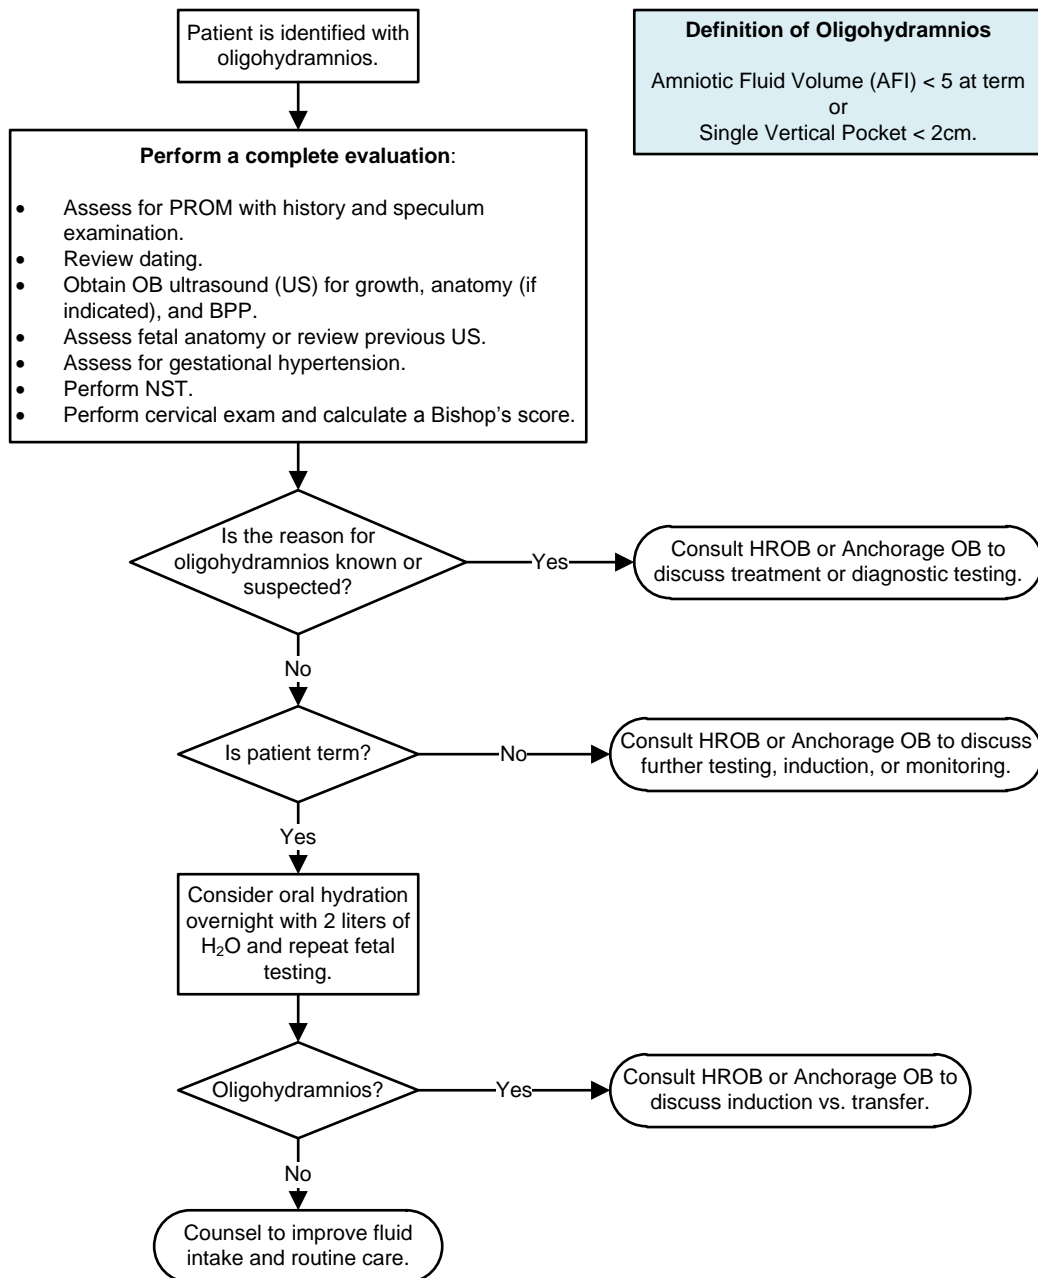 Patient is identified with
oligohydramnios.
Definition of Oligohydramnios
Amniotic Fluid Volume (AFI) < 5 at term
or
Single Vertical Pocket < 2cm.
Perform a complete evaluation:
• Assess for PROM with history and speculum
examination.
• Review dating.
• Obtain OB ultrasound (US) for growth, anatomy (if
indicated), and BPP.
• Assess fetal anatomy or review previous US.
• Assess for gestational hypertension.
• Perform NST.
• Perform cervical exam and calculate a Bishop’s score.
Is the reason for
oligohydramnios known or
suspected?
Yes
Consult HROB or Anchorage OB to
discuss treatment or diagnostic testing.
No
Is patient term?
No
Consult HROB or Anchorage OB to discuss
further testing, induction, or monitoring.
Yes
Consider oral hydration
overnight with 2 liters of
H₂O and repeat fetal
testing.
Oligohydramnios?
Yes
Consult HROB or Anchorage OB to
discuss induction vs. transfer.
No
Counsel to improve fluid
intake and routine care.